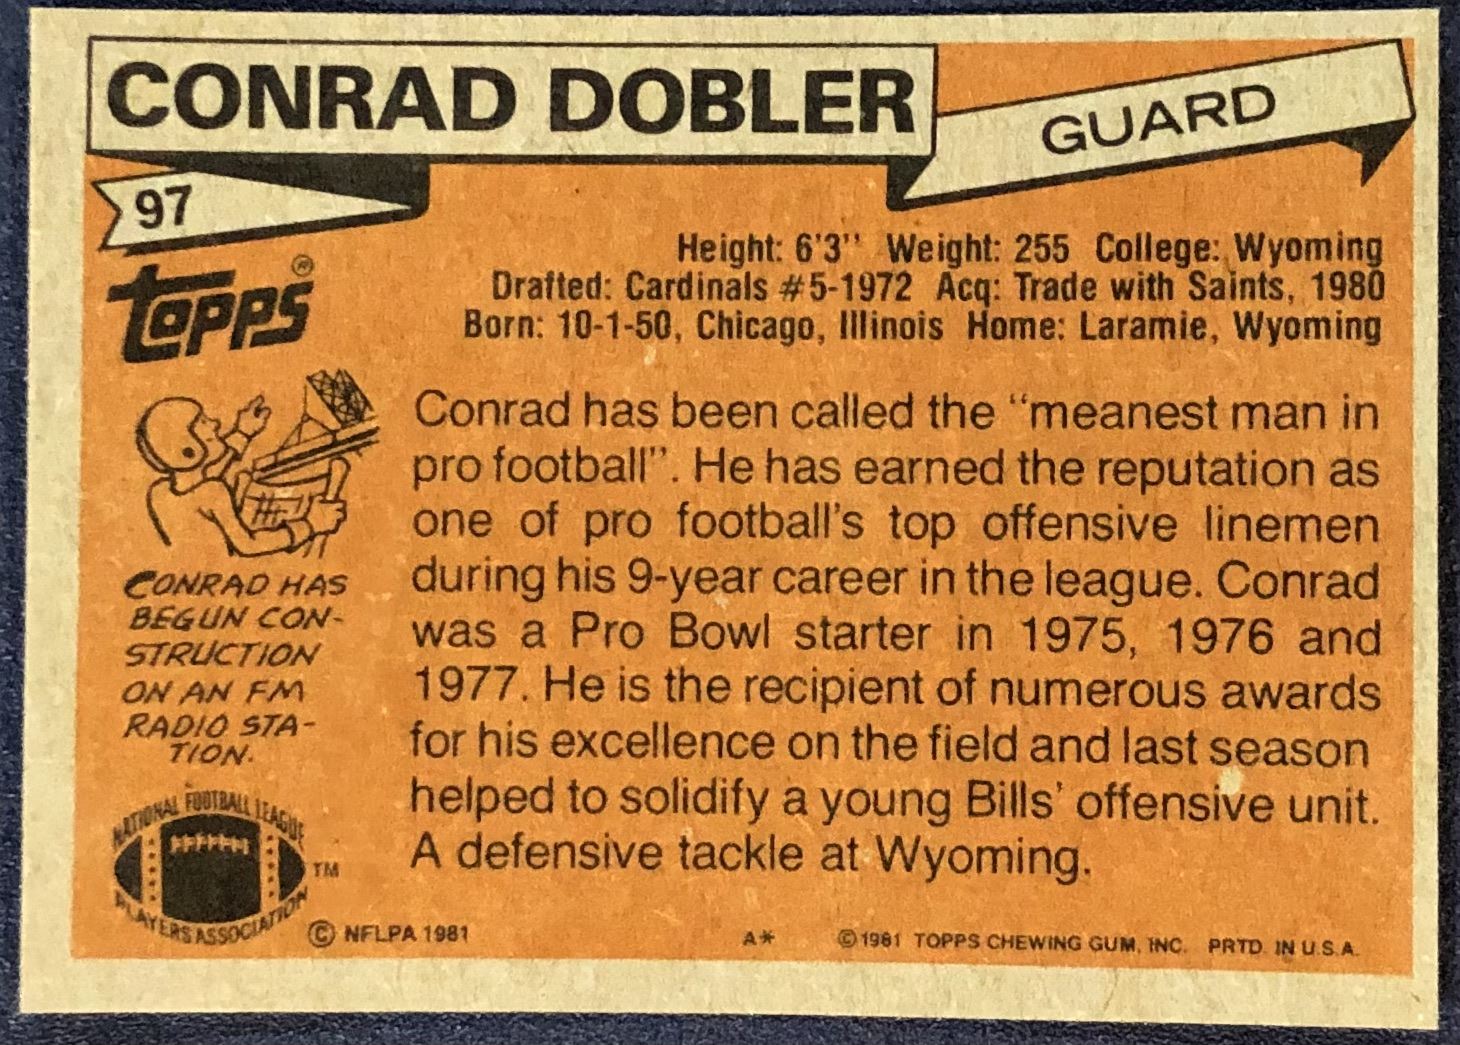 CONRAD DOBLER
GUARD
97
topps®
Height: 6'3'' Weight: 255 College: Wyoming
Drafted: Cardinals #5-1972 Acq: Trade with Saints, 1980
Born: 10-1-50, Chicago, Illinois Home: Laramie, Wyoming
Conrad has been called the “meanest man in
pro football”. He has earned the reputation as
one of pro football's top offensive linemen
during his 9-year career in the league. Conrad
was a Pro Bowl starter in 1975, 1976 and
1977. He is the recipient of numerous awards
for his excellence on the field and last season
helped to solidify a young Bills' offensive unit.
A defensive tackle at Wyoming.
CONRAD HAS
BEGUN CON-
STRUCTION
ON AN FM
RADIO STA-
TION.
NATIONAL FOOTBALL LEAGUE
PLAYERS ASSOCIATION
TM
© NFLPA 1981
A*
©1981 TOPPS CHEWING GUM, INC. PRTD. IN U.S.A.